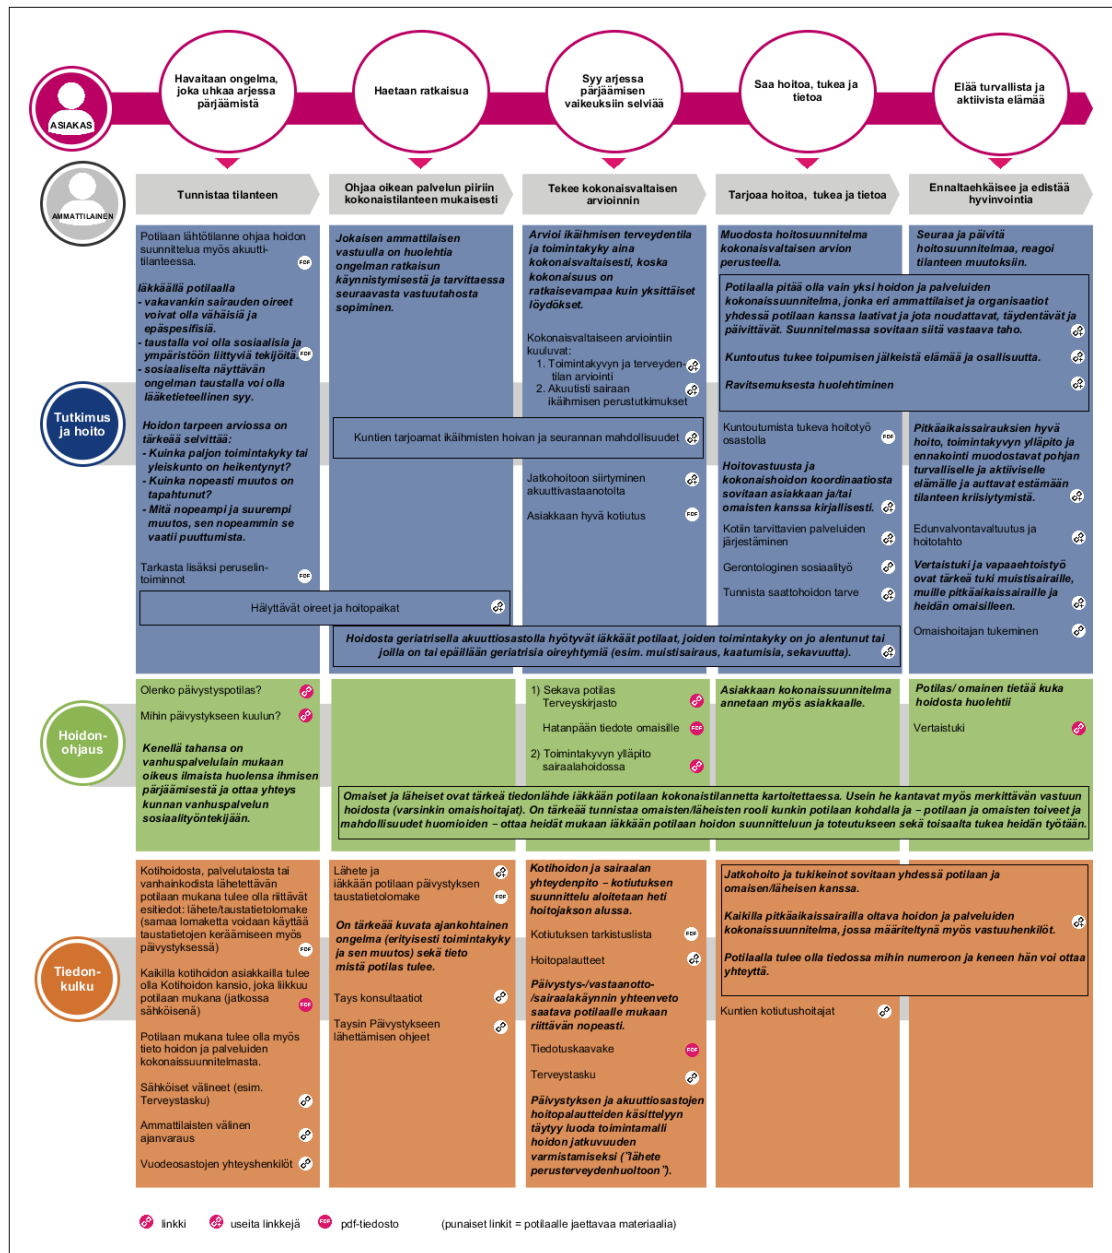 Havaitaan ongelma,
joka uhkaa arjessa
pärjäämistä
Haetaan ratkaisua
Syy arjessa
pärjäämisen
vaikeuksiin selviää
Saa hoitoa, tukea ja
tietoa
Elää turvallista ja
aktiivista elämää
ASIAKAS
AMMATTILAINEN
Tunnistaa tilanteen
Ohjaa oikean palvelun piiriin
kokonaistilanteen mukaisesti
Tekee kokonaisvaltaisen
arvioinnin
Tarjoaa hoitoa, tukea ja tietoa
Ennaltaehkäisee ja edistää
hyvinvointia
Tutkimus
ja hoito
Potilaan lähtötilanne ohjaa hoidon
suunnittelua myös akuutti-
tilanteessa.
PDF
Iäkkäällä potilaalla
- vakavankin sairauden oireet
voivat olla vähäisiä ja
epäspesifisiä.
- taustalla voi olla sosiaalisia ja
ympäristöön liittyviä tekijöitä.
PDF
- sosiaaliselta näyttävän
ongelman taustalla voi olla
lääketieteellinen syy.
Hoidon tarpeen arviossa on
tärkeää selvittää:
- Kuinka paljon toimintakyky tai
yleiskunto on heikentynyt?
- Kuinka nopeasti muutos on
tapahtunut?
- Mitä nopeampi ja suurempi
muutos, sen nopeammin se
vaatii puuttumista.
Tarkasta lisäksi peruselin-
toiminnot
PDF
Jokaisen ammattilaisen
vastuulla on huolehtia
ongelman ratkaisun
käynnistymisestä ja tarvittaessa
seuraavasta vastuutahosta
sopiminen.
Arvioi ikäihmisen terveydentila
ja toimintakyky aina
kokonaisvaltaisesti, koska
kokonaisuus on
ratkaisevampaa kuin yksittäiset
löydökset.
Kokonaisvaltaiseen arviointiin
kuuluvat:
1. Toimintakyvyn ja terveyden-
tilan arviointi
2. Akuutisti sairaan
ikäihmisen perustutkimukset
Kuntien tarjoamat ikäihmisten hoivan ja seurannan mahdollisuudet
Jatkohoitoon siirtyminen
akuuttivastaanotolta
Asiakkaan hyvä kotiutus
PDF
Muodosta hoitosuunnitelma
kokonaisvaltaisen arvion
perusteella.
Seuraa ja päivitä
hoitosuunnitelmaa, reagoi
tilanteen muutoksiin.
Potilaalla pitää olla vain yksi hoidon ja palveluiden
kokonaissuunnitelma, jonka eri ammattilaiset ja organisaatiot
yhdessä potilaan kanssa laativat ja jota noudattavat, täydentävät ja
päivittävät. Suunnitelmassa sovitaan siitä vastaava taho.
Kuntoutus tukee toipumisen jälkeistä elämää ja osallisuutta.
Ravitsemuksesta huolehtiminen
Kuntoutumista tukeva hoitotyö
osastolla
PDF
Hoitovastuusta ja
kokonaishoidon koordinaatiosta
sovitaan asiakkaan ja/tai
omaisten kanssa kirjallisesti.
Kotiin tarvittavien palveluiden
järjestäminen
Gerontologinen sosiaalityö
Tunnista saattohoidon tarve
Pitkäaikaissairauksien hyvä
hoito, toimintakyvyn ylläpito ja
ennakointi muodostavat pohjan
turvalliselle ja aktiiviselle
elämälle ja auttavat estämään
tilanteen kriisiytymistä.
Edunvalvontavaltuutus ja
hoitotahto
Vertaistuki ja vapaaehtoistyö
ovat tärkeä tuki muistisairaille,
muille pitkäaikaissairaille ja
heidän omaisilleen.
Omaishoitajan tukeminen
Hälyttävät oireet ja hoitopaikat
Hoidosta geriatrisella akuuttiosastolla hyötyvät iäkkäät potilaat, joiden toimintakyky on jo alentunut tai
joilla on tai epäillään geriatrisia oireyhtymiä (esim. muistisairaus, kaatumisia, sekavuutta).
Hoidon-
ohjaus
Olenko päivystyspotilas?
Mihin päivystykseen kuulun?
Kenellä tahansa on
vanhuspalvelulain mukaan
oikeus ilmaista huolensa ihmisen
pärjäämisestä ja ottaa yhteys
kunnan vanhuspalvelun
sosiaalityöntekijään.
1) Sekava potilas
Terveyskirjasto
Hatanpään tiedote omaisille
PDF
2) Toimintakyvyn ylläpito
sairaalahoidossa
Asiakkaan kokonaissuunnitelma
annetaan myös asiakkaalle.
Potilas/ omainen tietää kuka
hoidosta huolehtii
Vertaistuki
Omaiset ja läheiset ovat tärkeä tiedonlähde iäkkään potilaan kokonaistilannetta kartoitettaessa. Usein he kantavat myös merkittävän vastuun
hoidosta (varsinkin omaishoitajat). On tärkeää tunnistaa omaisten/läheisten rooli kunkin potilaan kohdalla ja – potilaan ja omaisten toiveet ja
mahdollisuudet huomioiden – ottaa heidät mukaan iäkkään potilaan hoidon suunnitteluun ja toteutukseen sekä toisaalta tukea heidän työtään.
Tiedon-
kulku
Kotihoidosta, palvelutalosta tai
vanhainkodista lähetettävän
potilaan mukana tulee olla riittävät
esitiedot: lähete/taustatietolomake
(samaa lomaketta voidaan käyttää
taustatietojen keräämiseen myös
päivystyksessä)
PDF
Kaikilla kotihoidon asiakkailla tulee
olla Kotihoidon kansio, joka liikkuu
potilaan mukana (jatkossa
sähköisenä)
PDF
Potilaan mukana tulee olla myös
tieto hoidon ja palveluiden
kokonaissuunnitelmasta.
Sähköiset välineet (esim.
Terveystasku)
Ammattilaisten välinen
ajanvaraus
Vuodeosastojen yhteyshenkilöt
Lähete ja
iäkkään potilaan päivystyksen
taustatietolomake
PDF
On tärkeää kuvata ajankohtainen
ongelma (erityisesti toimintakyky
ja sen muutos) sekä tieto
mistä potilas tulee.
Tays konsultaatiot
Taysin Päivystykseen
lähettämisen ohjeet
Kotihoidon ja sairaalan
yhteydenpito – kotiutuksen
suunnittelu aloitetaan heti
hoitojakson alussa.
Kotiutuksen tarkistuslista
PDF
Hoitopalautteet
Päivystys-/vastaanotto-
/sairaalakäynnin yhteenveto
saatava potilaalle mukaan
riittävän nopeasti.
Tiedotuskaavake
PDF
Terveystasku
Päivystyksen ja akuuttiosastojen
hoitopalautteiden käsittelyyn
täytyy luoda toimintamalli
hoidon jatkuvuuden
varmistamiseksi ("lähete
perusterveydenhuoltoon").
Jatkohoito ja tukikeinot sovitaan yhdessä potilaan ja
omaisen/läheisen kanssa.
Kaikilla pitkäaikaissairailla oltava hoidon ja palveluiden
kokonaissuunnitelma, jossa määriteltynä myös vastuuhenkilöt.
Potilaalla tulee olla tiedossa mihin numeroon ja keneen hän voi ottaa
yhteyttä.
Kuntien kotiutushoitajat
linkki
useita linkkejä
PDF
pdf-tiedosto
(punaiset linkit = potilaalle jaettavaa materiaalia)